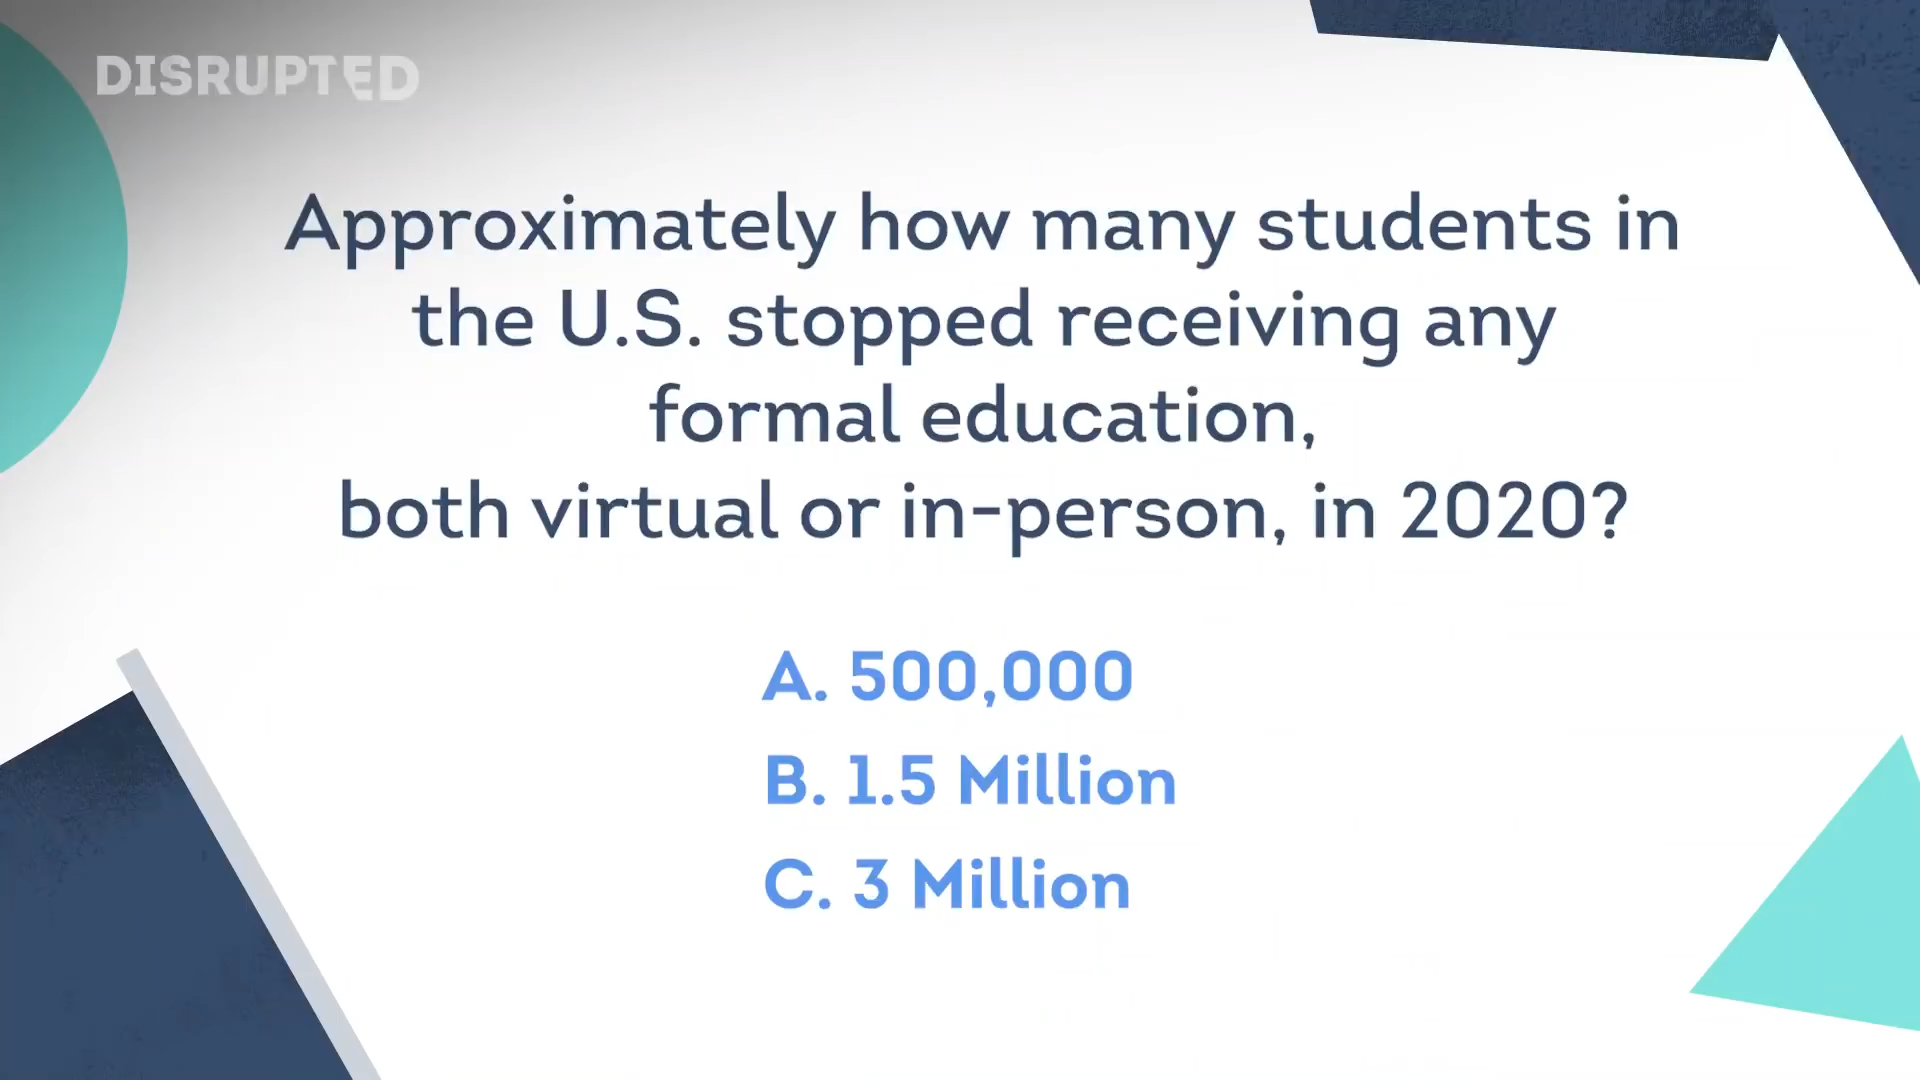 DISRUPTED
Approximately how many students in
the U.S. stopped receiving any
formal education,
both virtual or in-person, in 2020?
A. 500,000
B. 1.5 Million
C. 3 Million